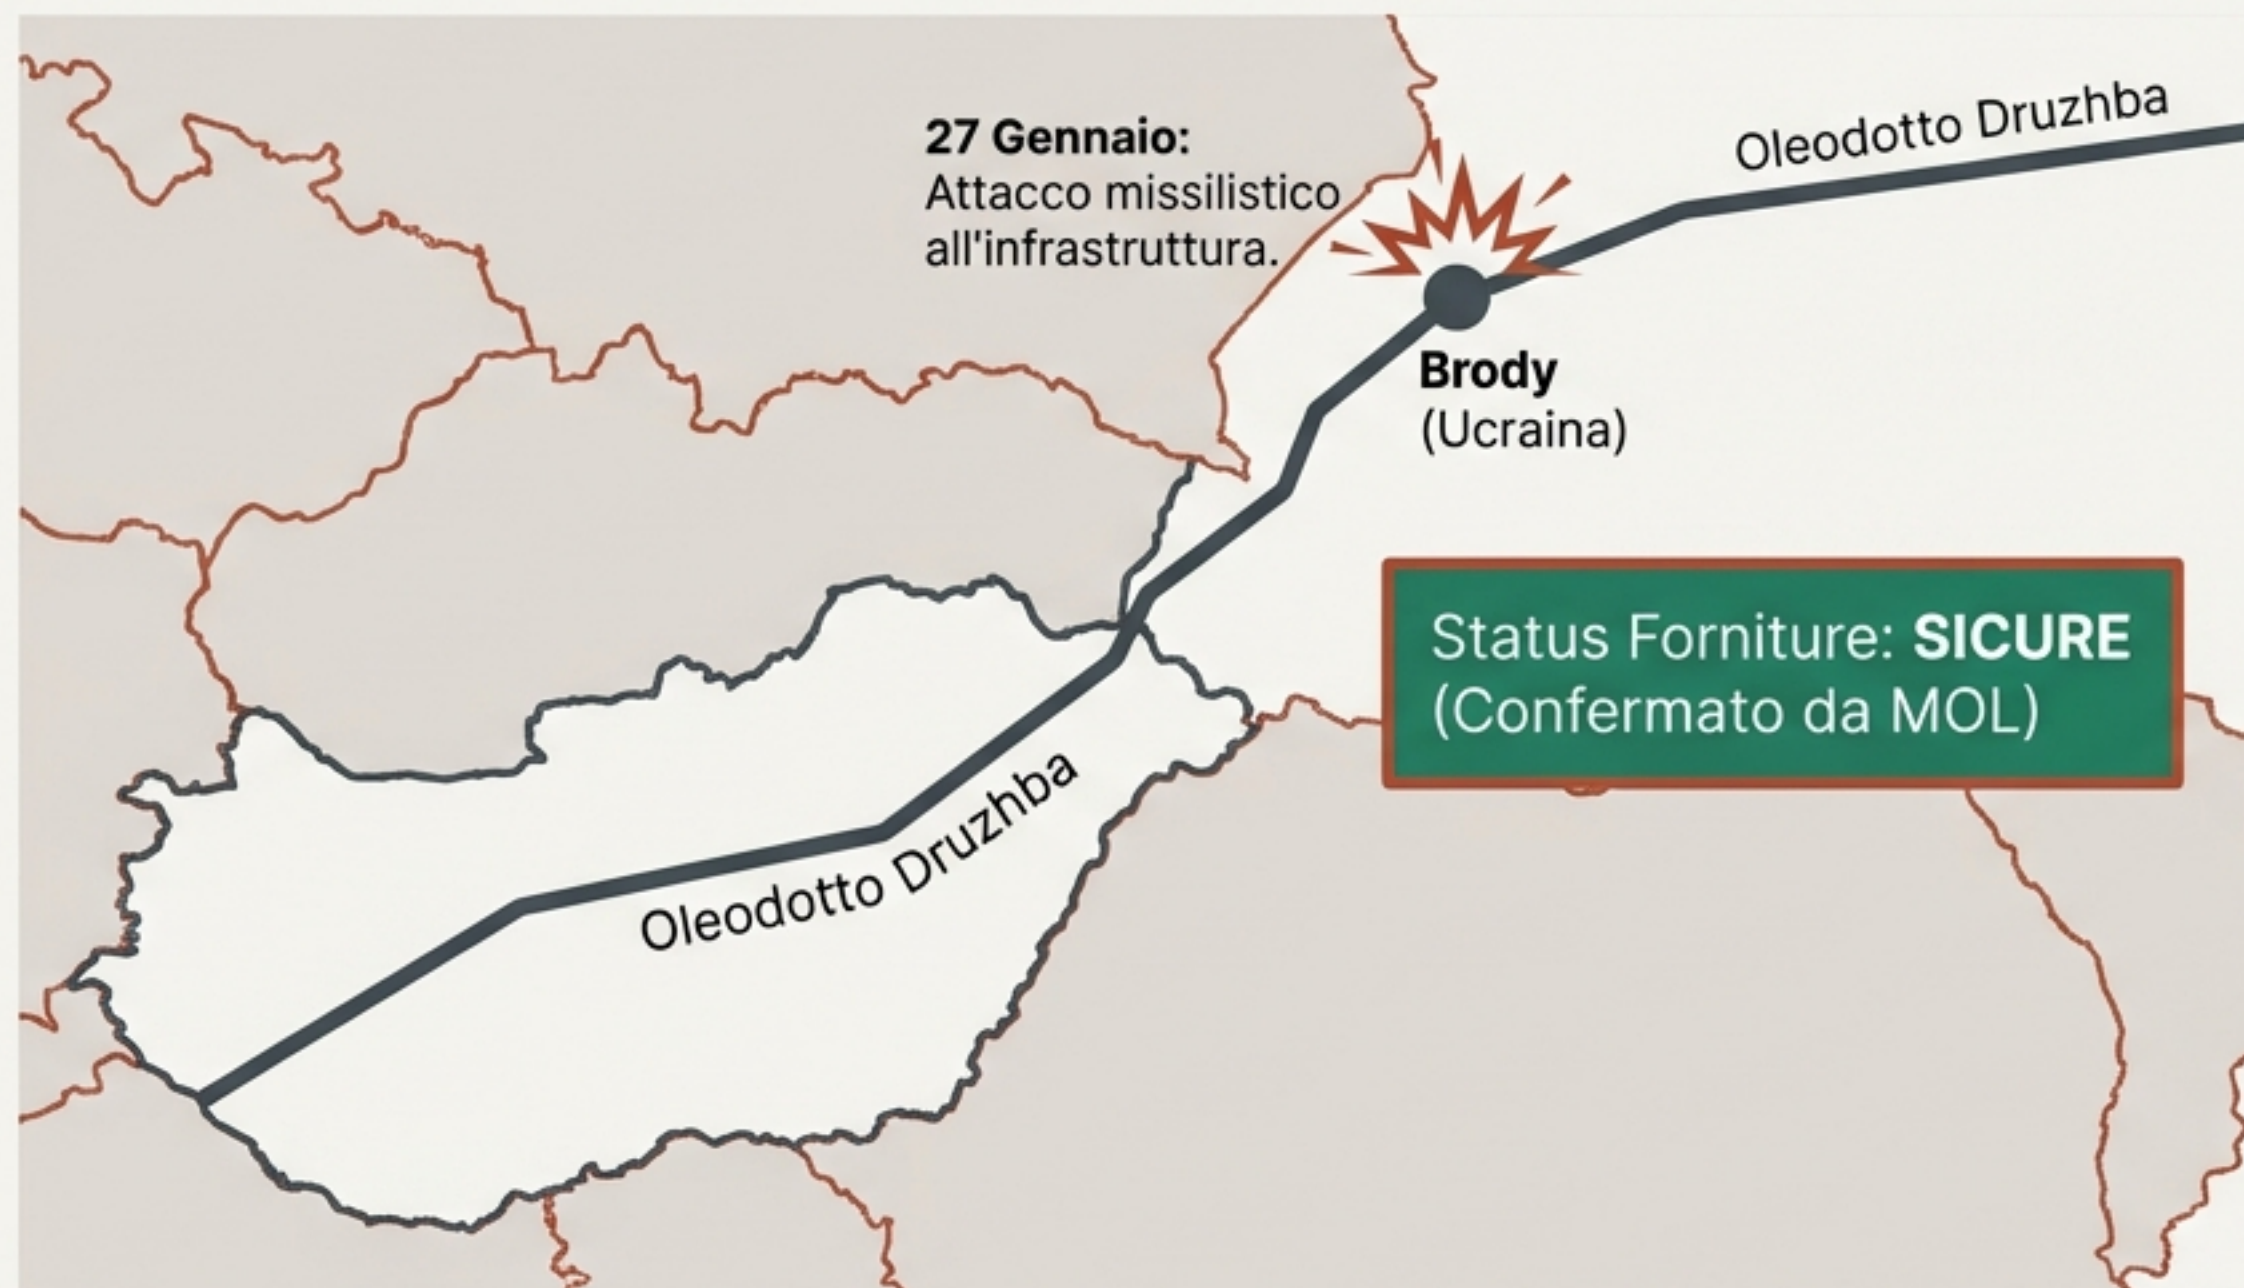 27 Gennaio:
Attacco missilistico
all'infrastruttura.
Oleodotto Druzhba
Brody
(Ucraina)
Status Forniture: SICURE
(Confermato da MOL)
Oleodotto Druzhba